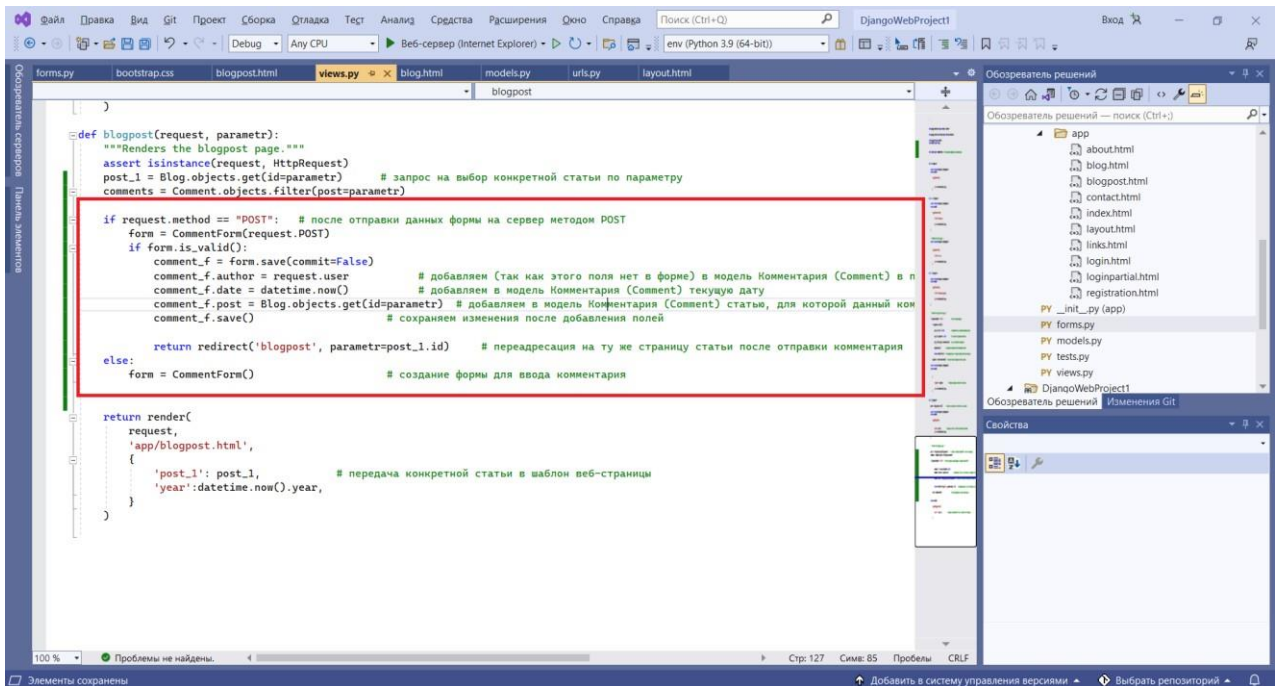 Файл Правка Вид Git Проект Сборка Отладка Тест Анализ Средства Расширения Окно Справка Поиск (Ctrl+Q) DjangoWebProject1 Вход
Debug Any CPU Веб-сервер (Internet Explorer) env (Python 3.9 (64-bit))
Обозреватель серверов
Панель элементов
forms.py bootstrap.css blogpost.html views.py blog.html models.py urls.py layout.html
blogpost
)
def blogpost(request, parametr):
"""Renders the blogpost page."""
assert isinstance(request, HttpRequest)
post_1 = Blog.objects.get(id=parametr) # запрос на выбор конкретной статьи по параметру
comments = Comment.objects.filter(post=parametr)
if request.method == "POST": # после отправки данных формы на сервер методом POST
form = CommentForm(request.POST)
if form.is_valid():
comment_f = form.save(commit=False)
comment_f.author = request.user # добавляем (так как этого поля нет в форме) в модель Комментария (Comment) в п
comment_f.date = datetime.now() # добавляем в модель Комментария (Comment) текущую дату
comment_f.post = Blog.objects.get(id=parametr) # добавляем в модель Комментария (Comment) статью, для которой данный ком
comment_f.save() # сохраняем изменения после добавления полей
return redirect('blogpost', parametr=post_1.id) # переадресация на ту же страницу статьи после отправки комментария
else:
form = CommentForm() # создание формы для ввода комментария
return render(
request,
'app/blogpost.html',
{
'post_1': post_1, # передача конкретной статьи в шаблон веб-страницы
'year':datetime.now().year,
}
)
100 % Проблемы не найдены. Стр: 127 Симв: 85 Пробелы CRLF
Обозреватель решений
Обозреватель решений — поиск (Ctrl+;)
app
about.html
blog.html
blogpost.html
contact.html
index.html
layout.html
links.html
login.html
loginpartial.html
registration.html
PY __init__.py (app)
PY forms.py
PY models.py
PY tests.py
PY views.py
DjangoWebProject1
Обозреватель решений Изменения Git
Свойства
Элементы сохранены Добавить в систему управления версиями Выбрать репозиторий